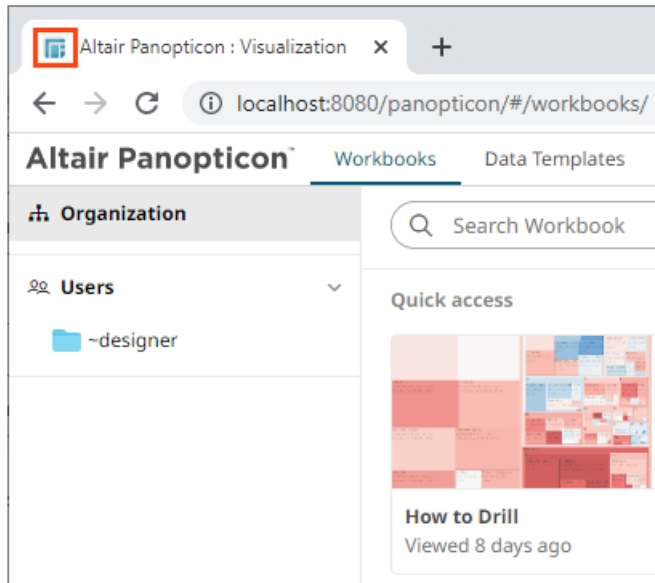 Altair Panopticon : Visualization
localhost:8080/panopticon/#/workbooks/
Altair Panopticon™ Workbooks Data Templates
Organization
Search Workbook
Users
Quick access
~designer
How to Drill
Viewed 8 days ago